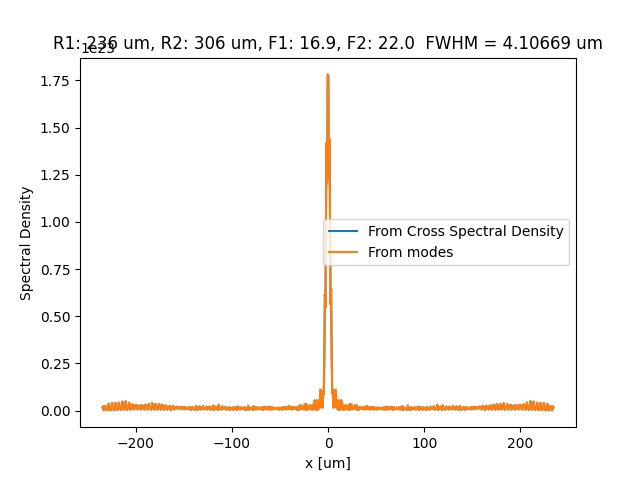 R1: 236 um, R2: 306 um, F1: 16.9, F2: 22.0  FWHM = 4.10669 um
1e23
1.75
1.50
1.25
1.00
0.75
0.50
0.25
0.00
Spectral Density
From Cross Spectral Density
From modes
−200
−100
0
100
200
x [um]